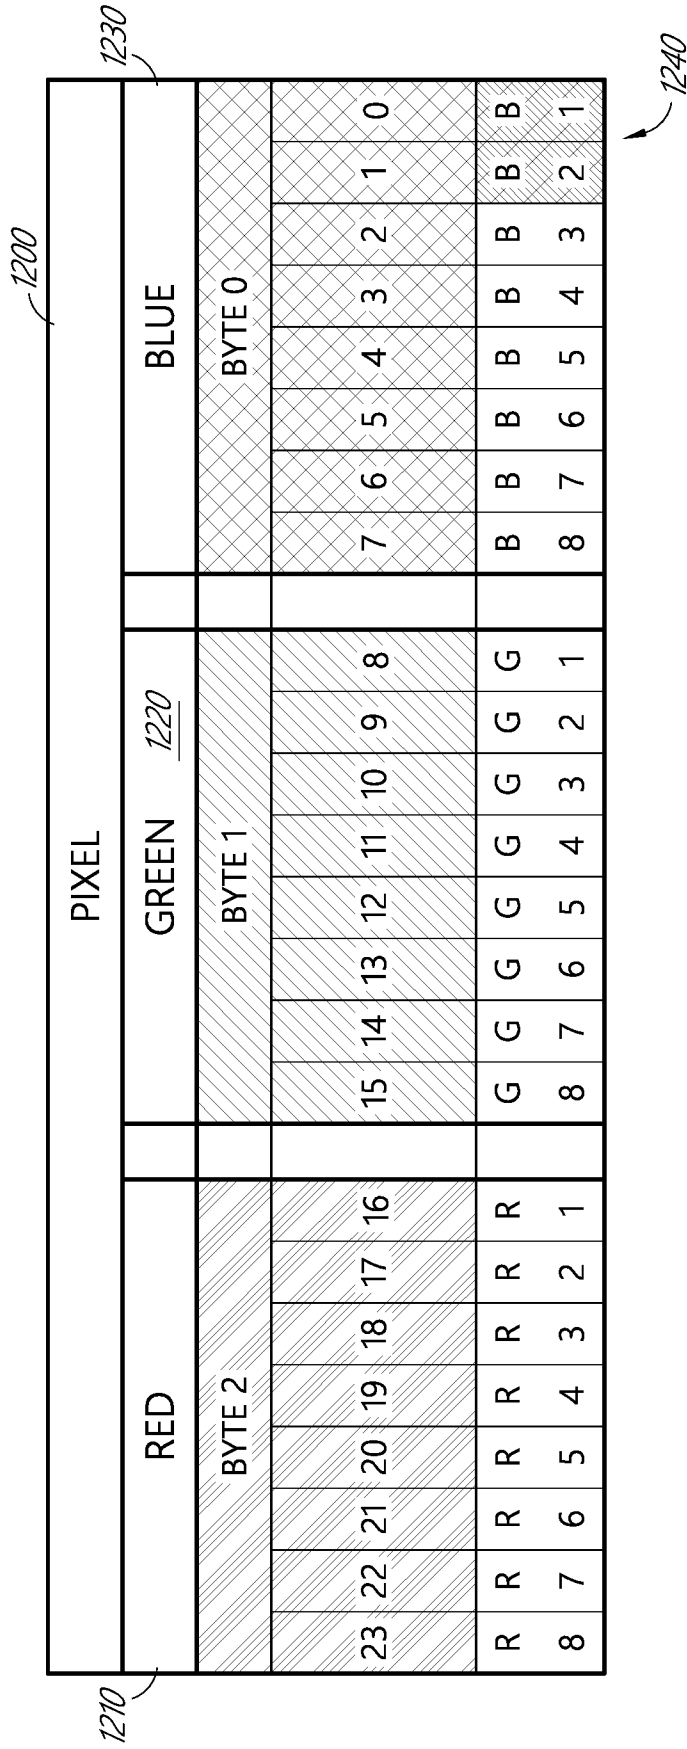 1200
PIXEL
1210
RED
GREEN
1220
BLUE
1230
BYTE 2
BYTE 1
BYTE 0
23 22 21 20 19 18 17 16 15 14 13 12 11 10 9 8 7 6 5 4 3 2 1 0
R R R R R R R R G G G G G G G G B B B B B B B B
8 7 6 5 4 3 2 1 8 7 6 5 4 3 2 1 8 7 6 5 4 3 2 1
1240